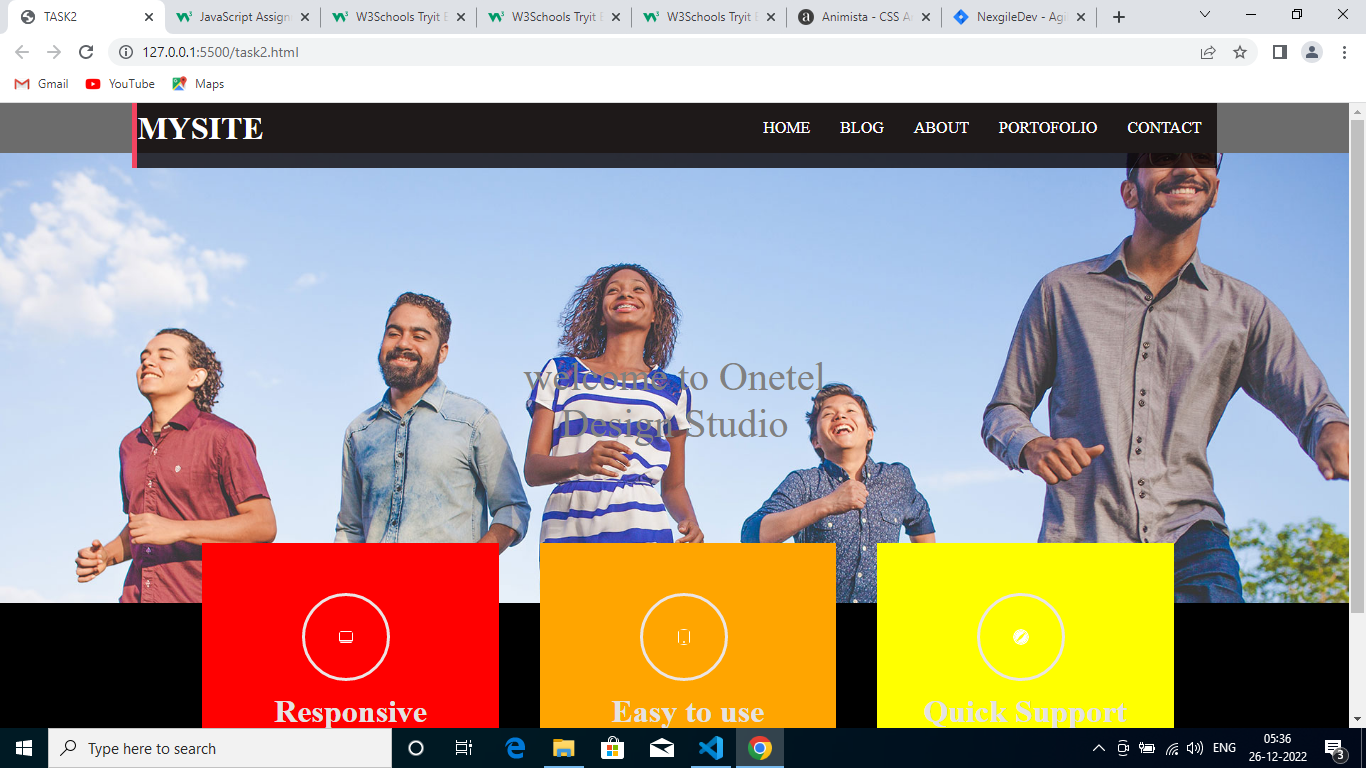 TASK2
JavaScript Assign
W3Schools Tryit E
W3Schools Tryit E
W3Schools Tryit E
Animista - CSS A
NexgileDev - Agi
127.0.0.1:5500/task2.html
Gmail
YouTube
Maps
MYSITE
HOME
BLOG
ABOUT
PORTOFOLIO
CONTACT
welcome to Onetel
Design Studio
Responsive
Easy to use
Quick Support
Type here to search
ENG
05:36
26-12-2022
3